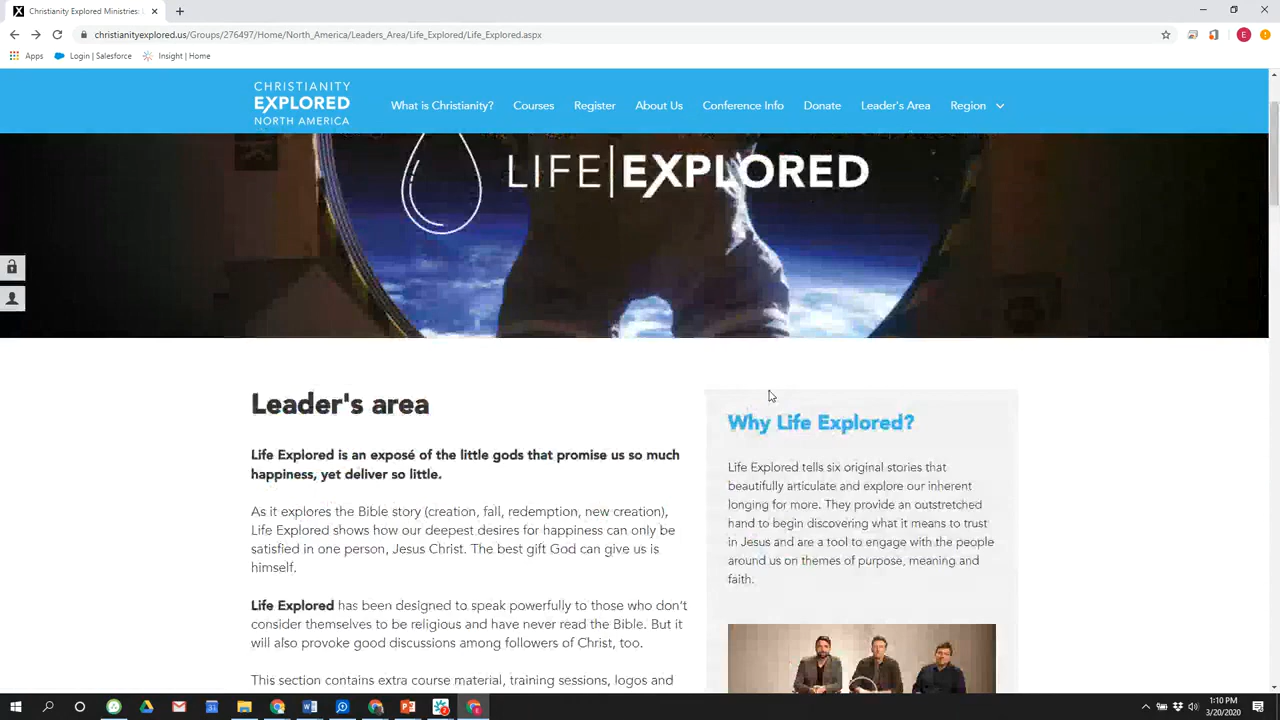 Christianity Explored Ministries:
christianityexplored.us/Groups/276497/Home/North_America/Leaders_Area/Life_Explored/Life_Explored.aspx
E
Apps
Login | Salesforce
Insight | Home
CHRISTIANITY
EXPLORED
NORTH AMERICA
What is Christianity?
Courses
Register
About Us
Conference Info
Donate
Leader's Area
Region
LIFE|EXPLORED
Leader's area
Life Explored is an exposé of the little gods that promise us so much
happiness, yet deliver so little.
As it explores the Bible story (creation, fall, redemption, new creation),
Life Explored shows how our deepest desires for happiness can only be
satisfied in one person, Jesus Christ. The best gift God can give us is
himself.
Life Explored has been designed to speak powerfully to those who don't
consider themselves to be religious and have never read the Bible. But it
will also provoke good discussions among followers of Christ, too.
This section contains extra course material, training sessions, logos and
Why Life Explored?
Life Explored tells six original stories that
beautifully articulate and explore our inherent
longing for more. They provide an outstretched
hand to begin discovering what it means to trust
in Jesus and are a tool to engage with the people
around us on themes of purpose, meaning and
faith.
1:10 PM
3/20/2020